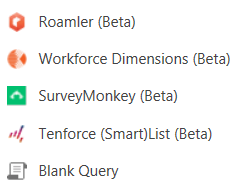 Roamler (Beta)
Workforce Dimensions (Beta)
SurveyMonkey (Beta)
Tenforce (Smart)List (Beta)
Blank Query